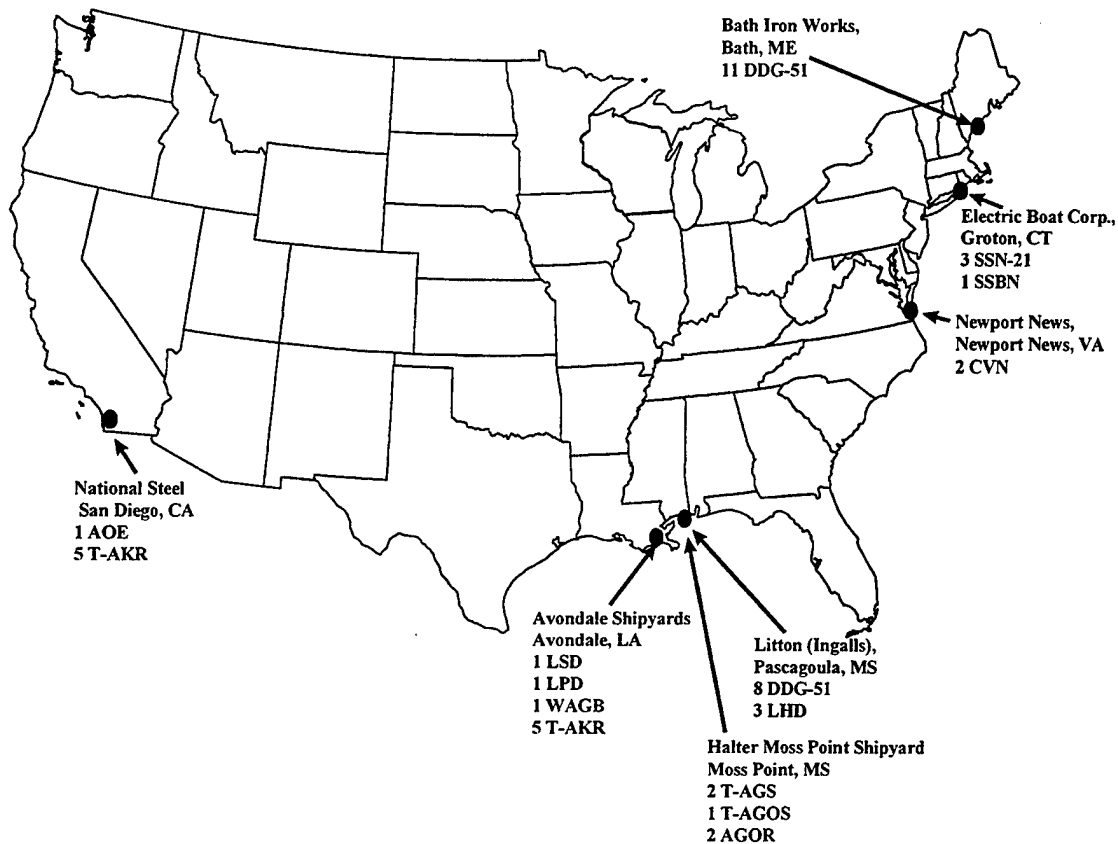 Bath Iron Works,
Bath, ME
11 DDG-51
Electric Boat Corp.,
Groton, CT
3 SSN-21
1 SSBN
Newport News,
Newport News, VA
2 CVN
National Steel
San Diego, CA
1 AOE
5 T-AKR
Avondale Shipyards
Avondale, LA
1 LSD
1 LPD
1 WAGB
5 T-AKR
Litton (Ingalls),
Pascagoula, MS
8 DDG-51
3 LHD
Halter Moss Point Shipyard
Moss Point, MS
2 T-AGS
1 T-AGOS
2 AGOR